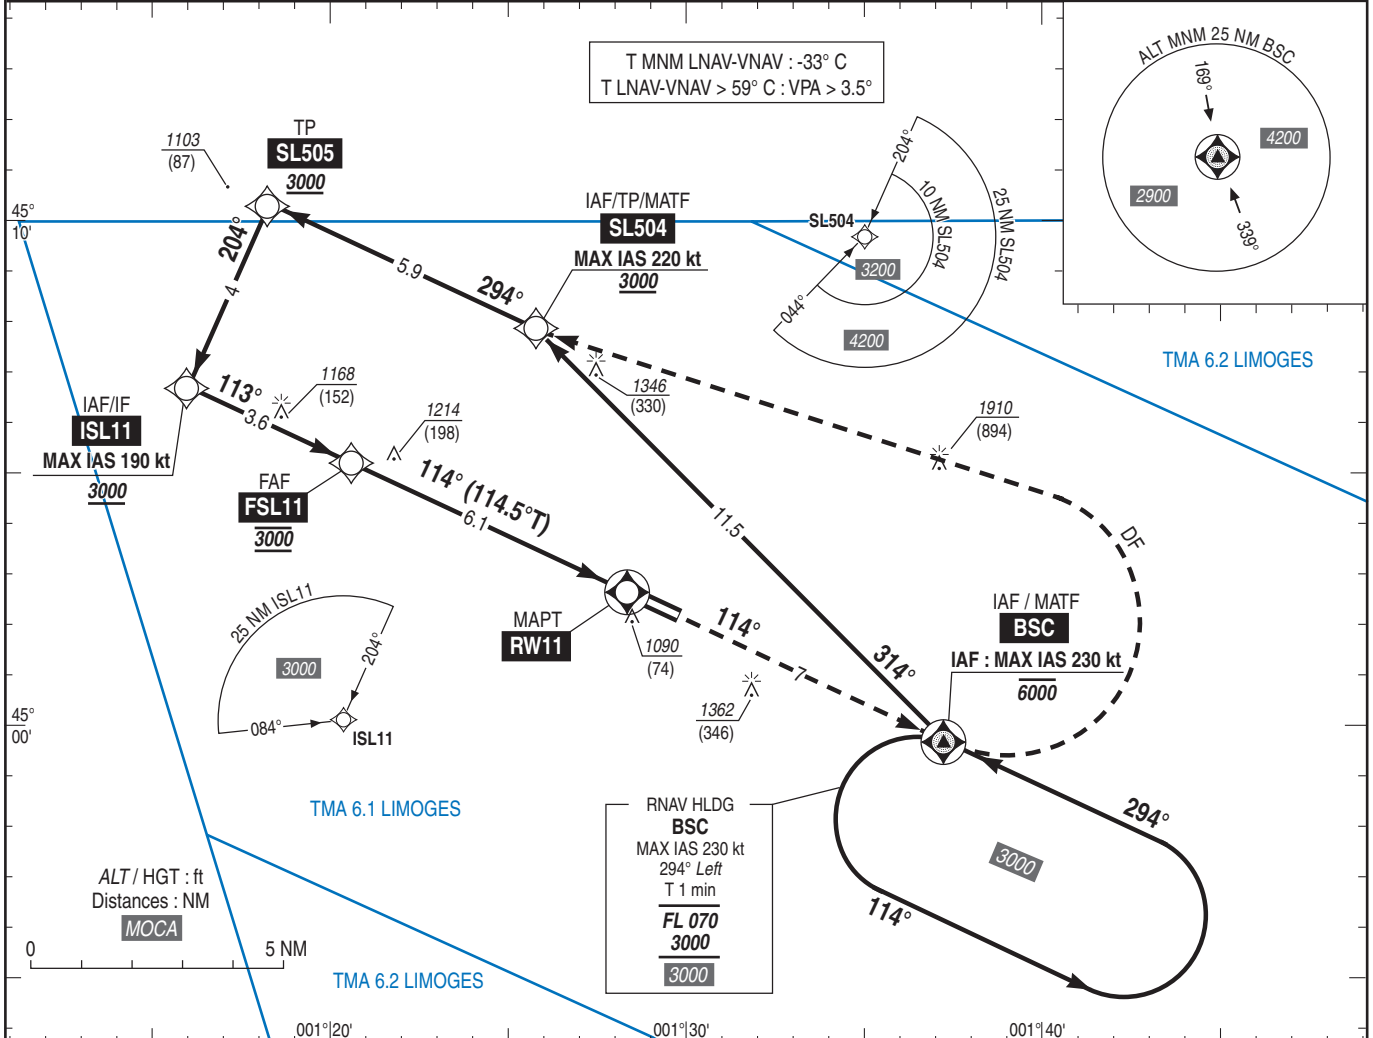 T MNM LNAV-VNAV : -33° C
T LNAV-VNAV > 59° C : VPA > 3.5°
ALT MNM 25 NM BSC
169°
4200
2900
339°
1103
(87)
TP
SL505
3000
45°
10'
IAF/TP/MATF
SL504
MAX IAS 220 kt
3000
204°
10 NM SL504
25 NM SL504
SL504
3200
044°
4200
TMA 6.2 LIMOGES
204°
4
5.9
294°
IAF/IF
ISL11
MAX IAS 190 kt
3000
113°
3.6
1168
(152)
1214
(198)
1346
(330)
1910
(894)
FAF
FSL11
3000
114° (114.5°T)
6.1
11.5
DF
25 NM ISL11
3000
204°
084°
ISL11
MAPT
RW11
1090
(74)
114°
7
314°
IAF / MATF
BSC
IAF : MAX IAS 230 kt
6000
1362
(346)
45°
00'
TMA 6.1 LIMOGES
RNAV HLDG
BSC
MAX IAS 230 kt
294° Left
T 1 min
FL 070
3000
3000
294°
3000
114°
ALT / HGT : ft
Distances : NM
MOCA
0
5 NM
TMA 6.2 LIMOGES
001°20'
001°30'
001°40'